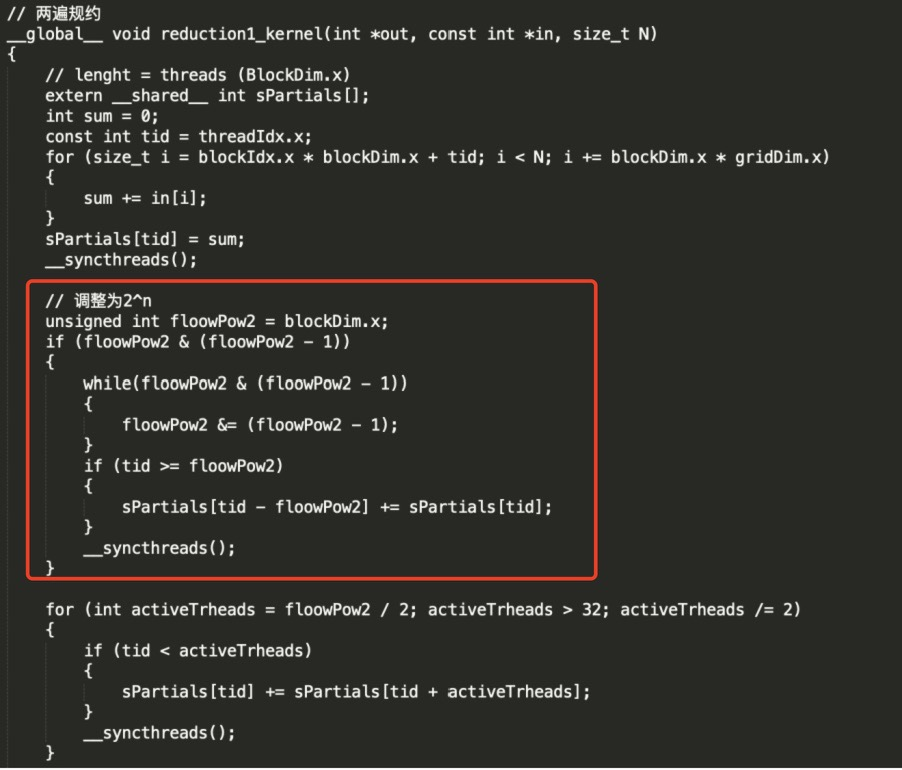 // 两遍规约
__global__ void reduction1_kernel(int *out, const int *in, size_t N)
{
    // lenght = threads (BlockDim.x)
    extern __shared__ int sPartials[];
    int sum = 0;
    const int tid = threadIdx.x;
    for (size_t i = blockIdx.x * blockDim.x + tid; i < N; i += blockDim.x * gridDim.x)
    {
        sum += in[i];
    }
    sPartials[tid] = sum;
    __syncthreads();
    // 调整为2^n
    unsigned int floowPow2 = blockDim.x;
    if (floowPow2 & (floowPow2 - 1))
    {
        while(floowPow2 & (floowPow2 - 1))
        {
            floowPow2 &= (floowPow2 - 1);
        }
        if (tid >= floowPow2)
        {
            sPartials[tid - floowPow2] += sPartials[tid];
        }
        __syncthreads();
    }
    for (int activeTrheads = floowPow2 / 2; activeTrheads > 32; activeTrheads /= 2)
    {
        if (tid < activeTrheads)
        {
            sPartials[tid] += sPartials[tid + activeTrheads];
        }
        __syncthreads();
    }